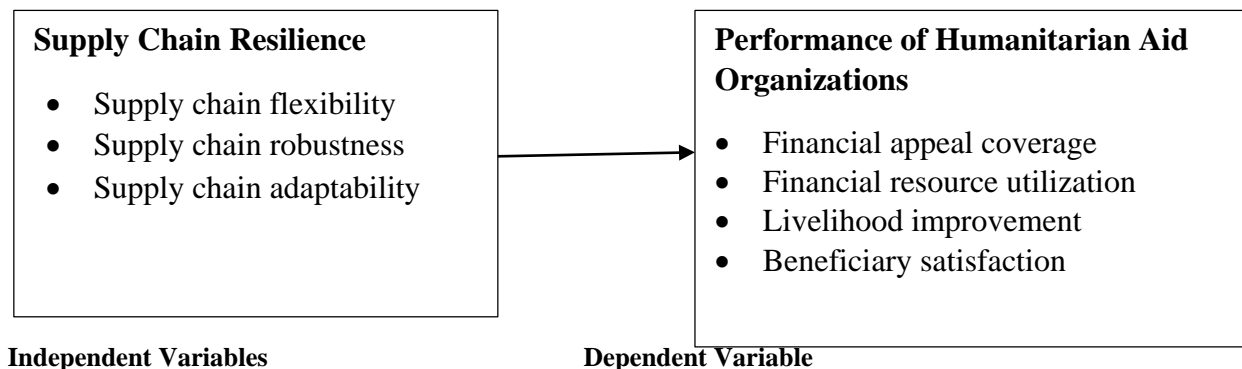 Supply Chain Resilience
• Supply chain flexibility
• Supply chain robustness
• Supply chain adaptability
Performance of Humanitarian Aid
Organizations
• Financial appeal coverage
• Financial resource utilization
• Livelihood improvement
• Beneficiary satisfaction
Independent Variables
Dependent Variable